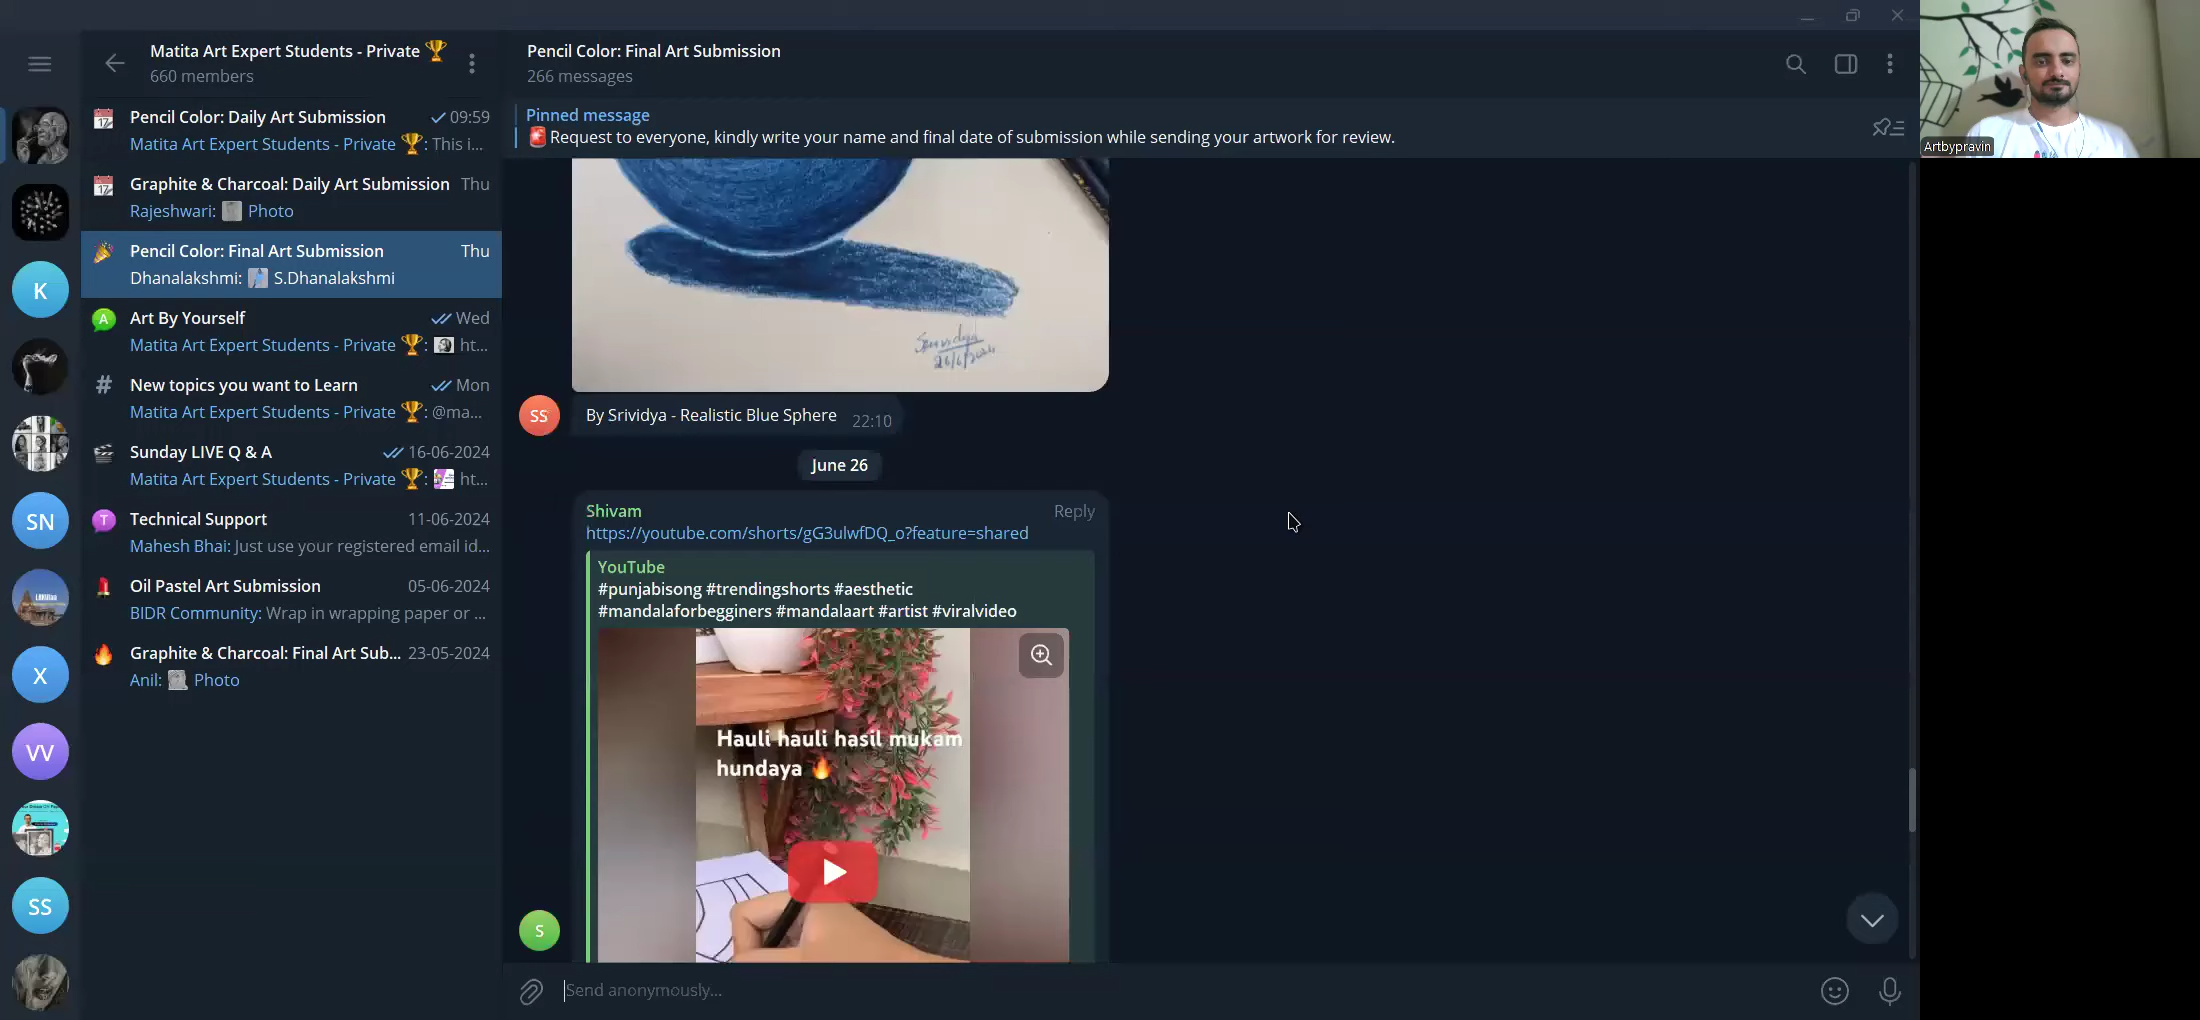 Matita Art Expert Students - Private 🏆
660 members
Pencil Color: Daily Art Submission 09:59
Matita Art Expert Students - Private 🏆: This i...
Graphite & Charcoal: Daily Art Submission Thu
Rajeshwari: Photo
Pencil Color: Final Art Submission Thu
Dhanalakshmi: S.Dhanalakshmi
A
Art By Yourself Wed
Matita Art Expert Students - Private 🏆: ht...
# New topics you want to Learn Mon
Matita Art Expert Students - Private 🏆: @ma...
Sunday LIVE Q & A 16-06-2024
Matita Art Expert Students - Private 🏆: ht...
T
Technical Support 11-06-2024
Mahesh Bhai: Just use your registered email id...
Oil Pastel Art Submission 05-06-2024
BIDR Community: Wrap in wrapping paper or ...
Graphite & Charcoal: Final Art Sub... 23-05-2024
Anil: Photo
K
SN
X
VV
SS
Pencil Color: Final Art Submission
266 messages
Pinned message
🚨Request to everyone, kindly write your name and final date of submission while sending your artwork for review.
Srividya
SS
By Srividya - Realistic Blue Sphere 22:10
June 26
Shivam Reply
https://youtube.com/shorts/gG3ulwfDQ_o?feature=shared
YouTube
#punjabisong #trendingshorts #aesthetic
#mandalaforbegginers #mandalaart #artist #viralvideo
Hauli hauli hasil mukam
hundaya 🔥
S
Send anonymously...
Artbypravin